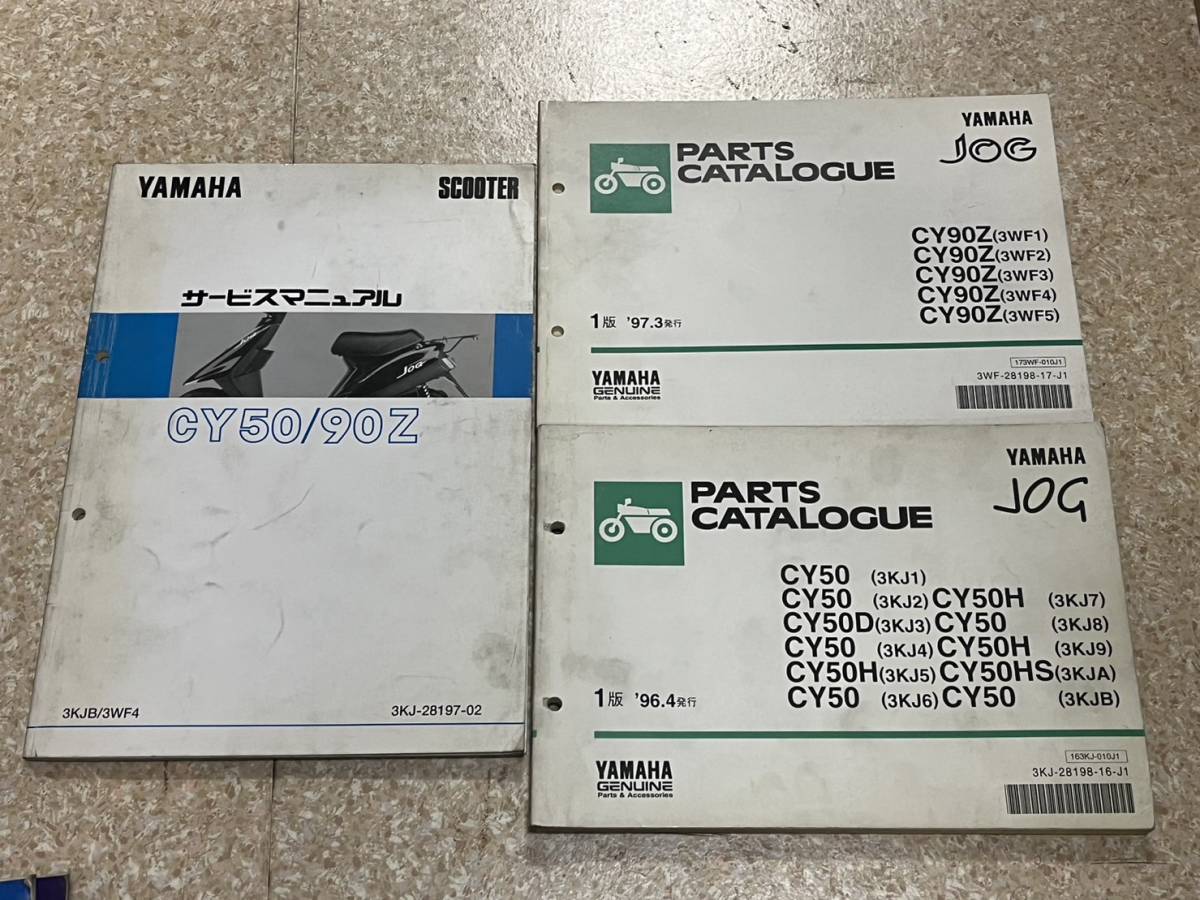 YAMAHA SCOOTER
サービスマニュアル
JOG
CY50/90Z
3KJB/3WF4 3KJ-28197-02
YAMAHA
JOG
PARTS
CATALOGUE
CY90Z(3WF1)
CY90Z(3WF2)
CY90Z(3WF3)
CY90Z(3WF4)
CY90Z(3WF5)
1版 '97.3発行
173WF-010J1
3WF-28198-17-J1
YAMAHA
GENUINE
Parts & Accessories
YAMAHA
JOG
PARTS
CATALOGUE
CY50 (3KJ1)
CY50 (3KJ2) CY50H (3KJ7)
CY50D(3KJ3) CY50 (3KJ8)
CY50 (3KJ4) CY50H (3KJ9)
CY50H(3KJ5) CY50HS(3KJA)
CY50 (3KJ6) CY50 (3KJB)
1版 '96.4発行
163KJ-010J1
3KJ-28198-16-J1
YAMAHA
GENUINE
Parts & Accessories